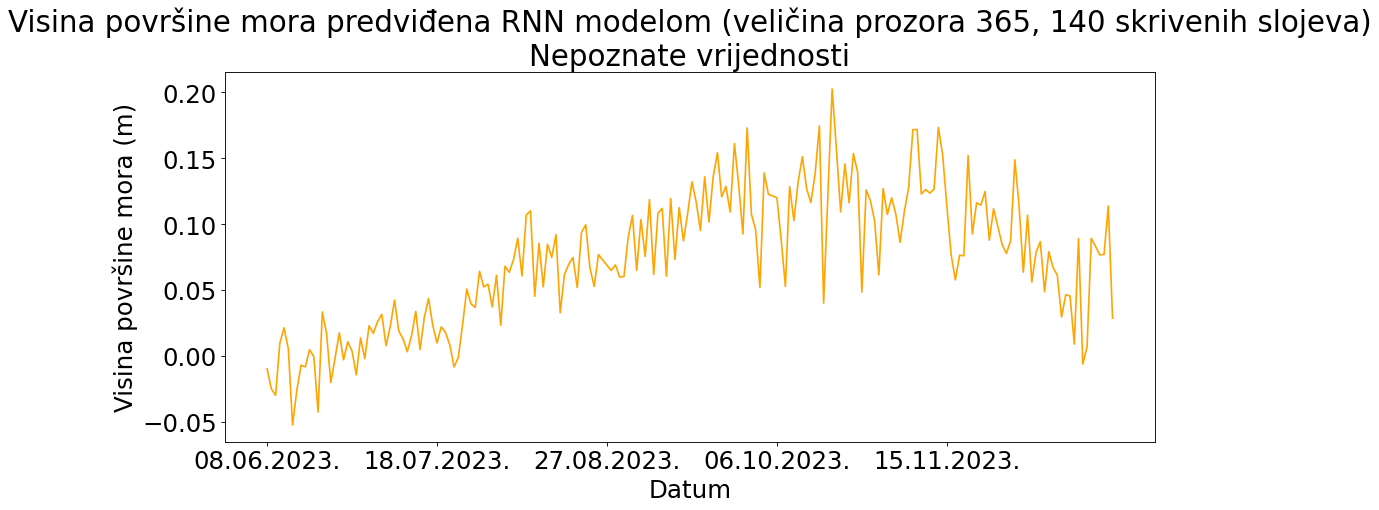 Visina površine mora predviđena RNN modelom (veličina prozora 365, 140 skrivenih slojeva)
Nepoznate vrijednosti
Visina površine mora (m)
0.20
0.15
0.10
0.05
0.00
−0.05
08.06.2023. 18.07.2023. 27.08.2023. 06.10.2023. 15.11.2023.
Datum